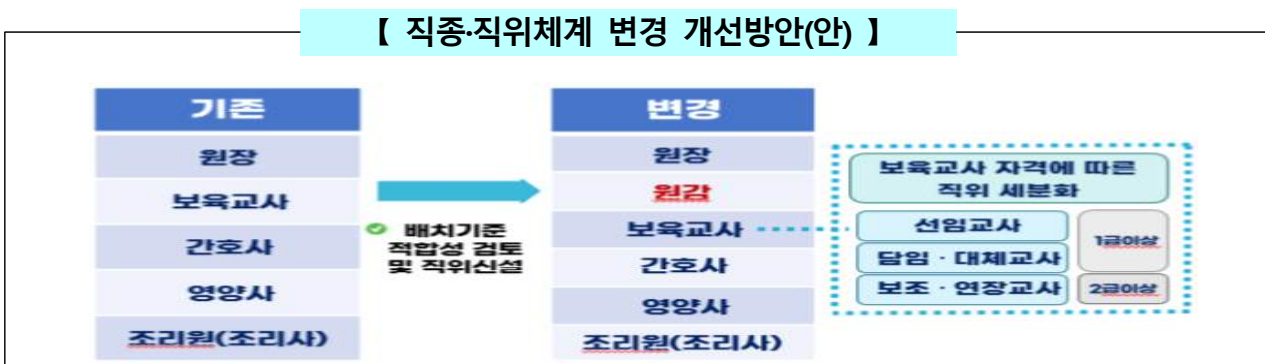 【 직종·직위체계 변경 개선방안(안) 】
기존
원장
보육교사
간호사
영양사
조리원(조리사)
배치기준
적합성 검토
및 직위신설
변경
원장
원감
보육교사
간호사
영양사
조리원(조리사)
보육교사 자격에 따른
직위 세분화
선임교사
담임·대체교사
1급이상
보조·연장교사
2급이상